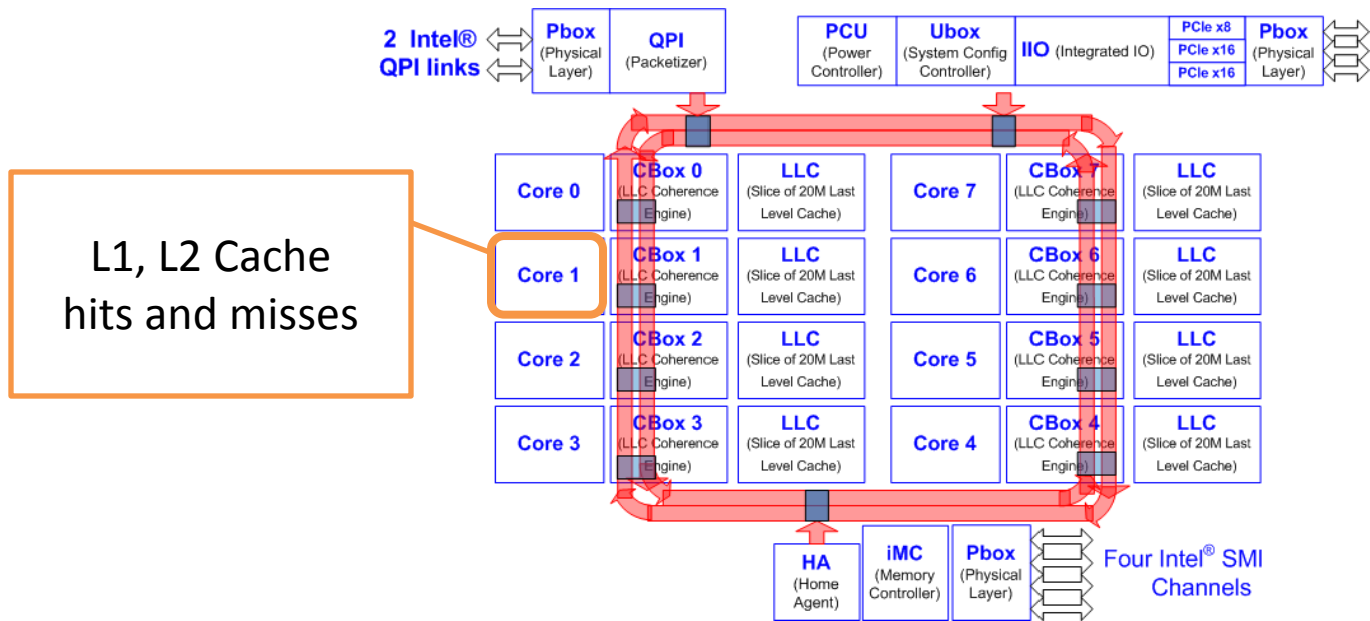 2 Intel®
QPI links
Pbox
(Physical
Layer)
QPI
(Packetizer)
PCU
(Power
Controller)
Ubox
(System Config
Controller)
IIO (Integrated IO)
PCIe x8
PCIe x16
PCIe x16
Pbox
(Physical
Layer)
L1, L2 Cache
hits and misses
Core 0
CBox 0
(LLC Coherence
Engine)
LLC
(Slice of 20M Last
Level Cache)
Core 7
CBox 7
(LLC Coherence
Engine)
LLC
(Slice of 20M Last
Level Cache)
Core 1
CBox 1
(LLC Coherence
Engine)
LLC
(Slice of 20M Last
Level Cache)
Core 6
CBox 6
(LLC Coherence
Engine)
LLC
(Slice of 20M Last
Level Cache)
Core 2
CBox 2
(LLC Coherence
Engine)
LLC
(Slice of 20M Last
Level Cache)
Core 5
CBox 5
(LLC Coherence
Engine)
LLC
(Slice of 20M Last
Level Cache)
Core 3
CBox 3
(LLC Coherence
Engine)
LLC
(Slice of 20M Last
Level Cache)
Core 4
CBox 4
(LLC Coherence
Engine)
LLC
(Slice of 20M Last
Level Cache)
HA
(Home
Agent)
iMC
(Memory
Controller)
Pbox
(Physical
Layer)
Four Intel® SMI
Channels